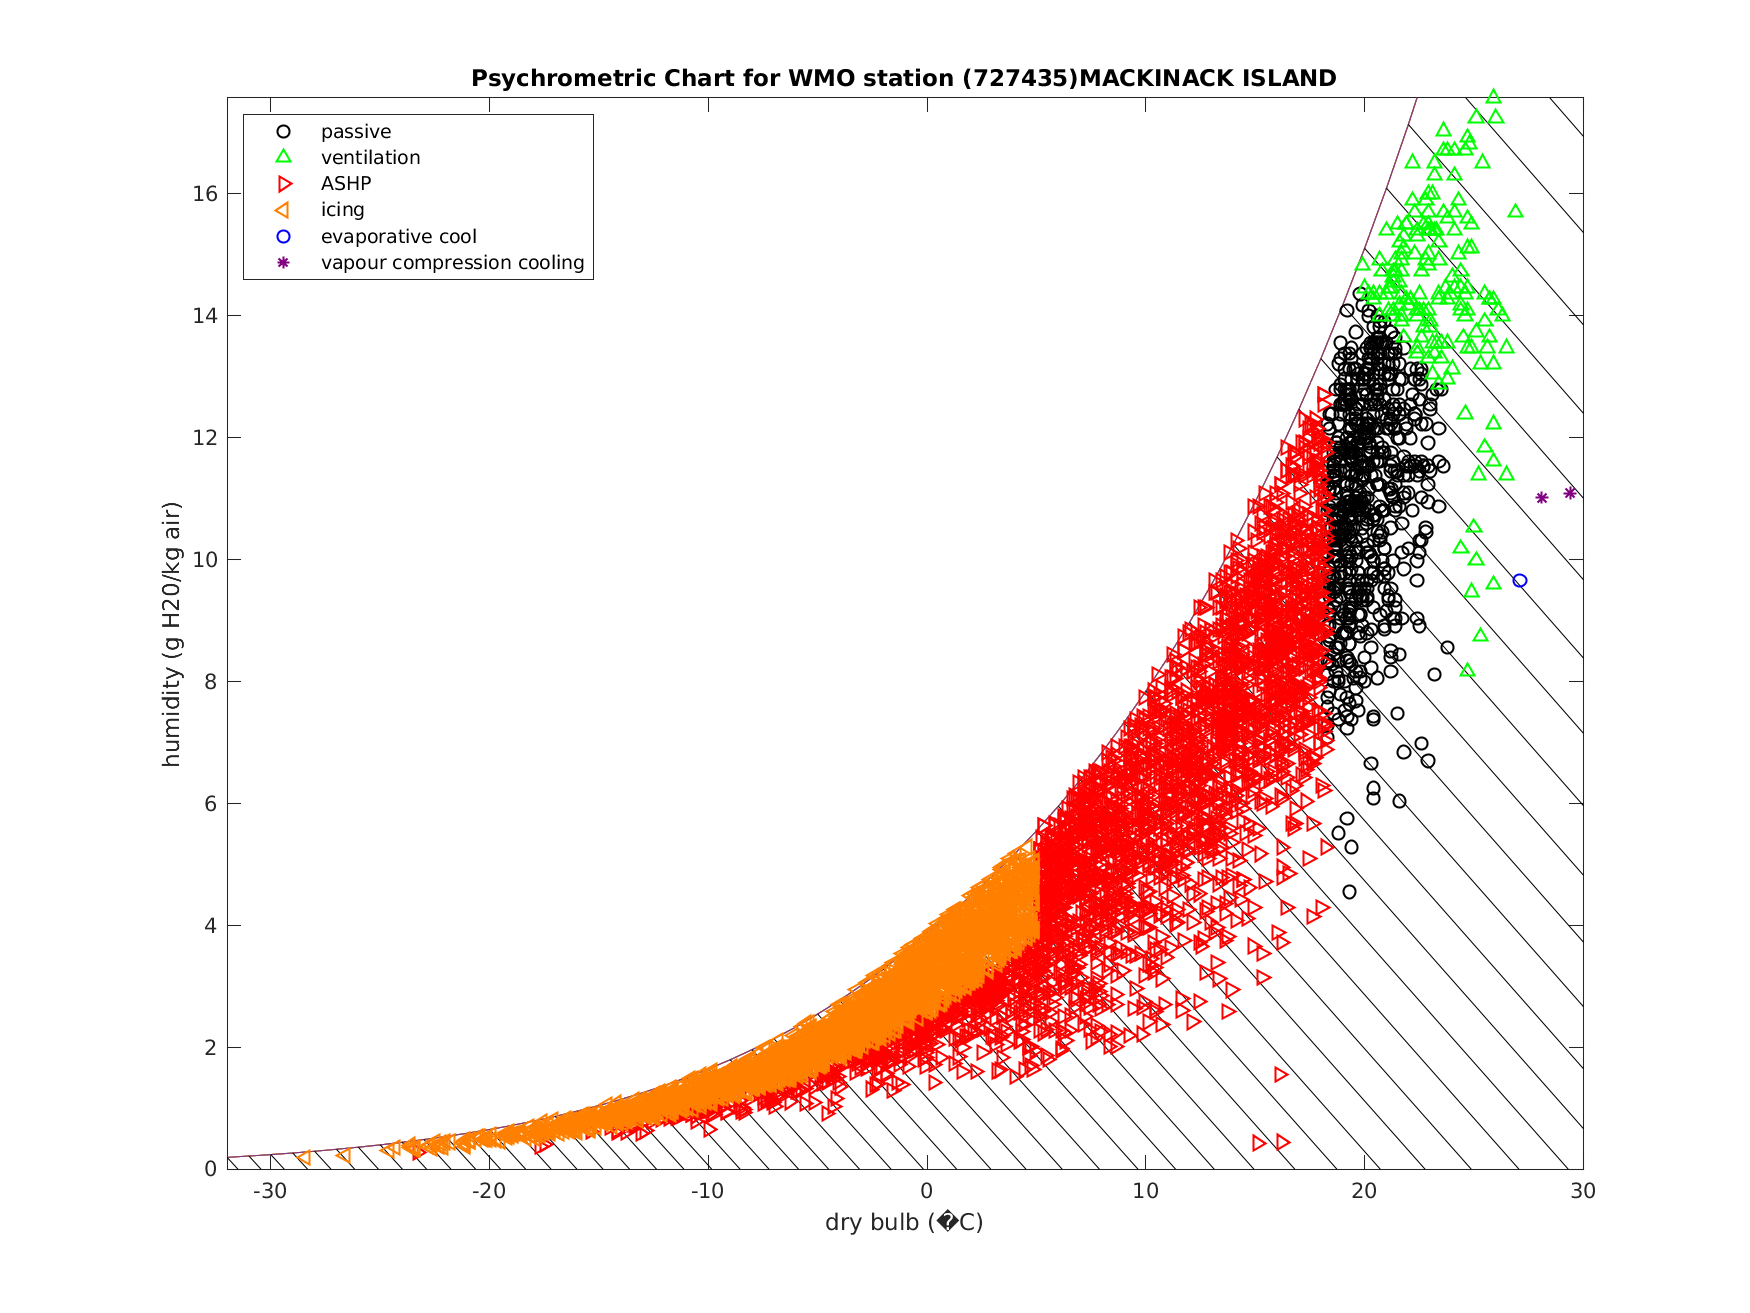 Psychrometric Chart for WMO station (727435)MACKINACK ISLAND
passive
ventilation
ASHP
icing
evaporative cool
vapour compression cooling
humidity (g H20/kg air)
16
14
12
10
8
6
4
2
0
-30 -20 -10 0 10 20 30
dry bulb (�C)